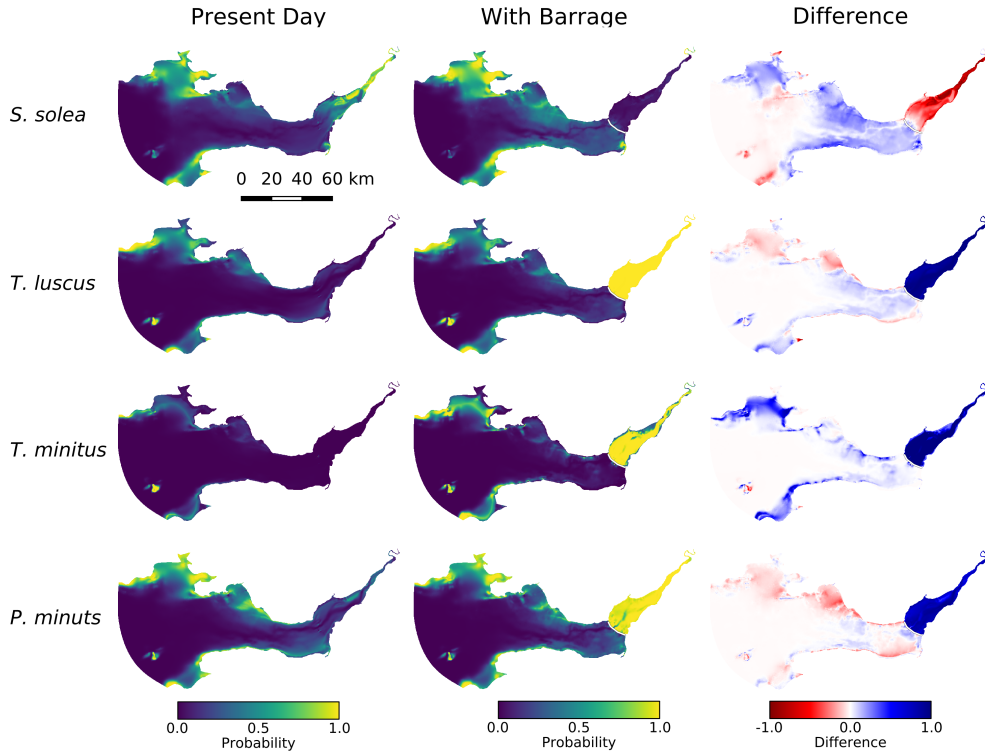 Present Day With Barrage Difference
S. solea
0 20 40 60 km
T. luscus
T. minitus
P. minuts
0.0 0.5 1.0 0.0 0.5 1.0 -1.0 0.0 1.0
Probability Probability Difference